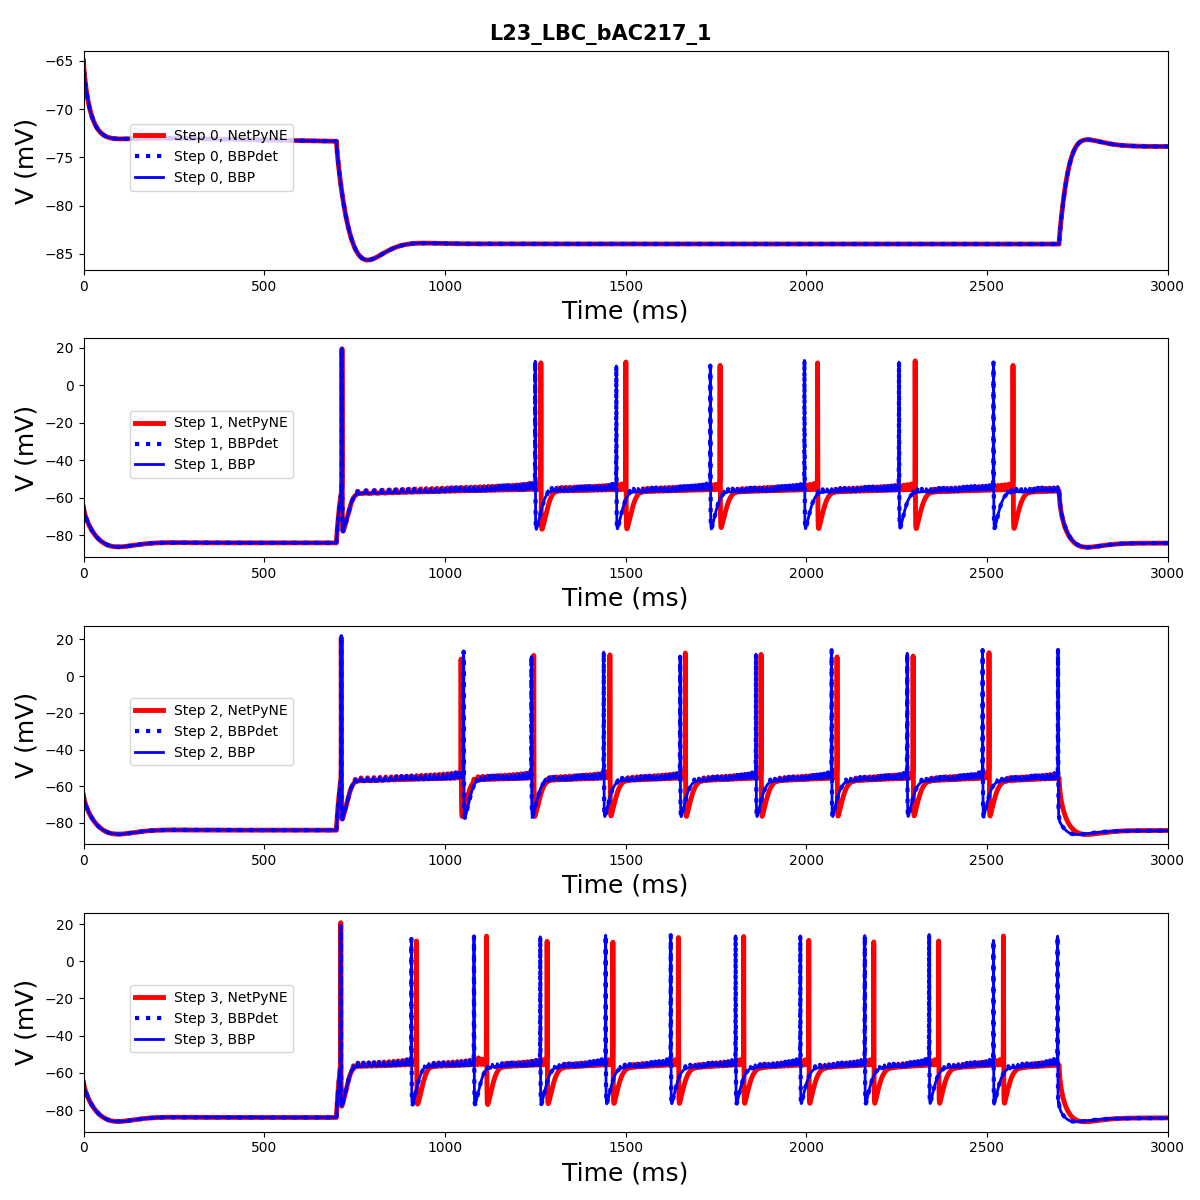 L23_LBC_bAC217_1
−65
−70
−75
−80
−85
V (mV)
Step 0, NetPyNE
Step 0, BBPdet
Step 0, BBP
0 500 1000 1500 2000 2500 3000
Time (ms)
20
0
−20
−40
−60
−80
V (mV)
Step 1, NetPyNE
Step 1, BBPdet
Step 1, BBP
0 500 1000 1500 2000 2500 3000
Time (ms)
20
0
−20
−40
−60
−80
V (mV)
Step 2, NetPyNE
Step 2, BBPdet
Step 2, BBP
0 500 1000 1500 2000 2500 3000
Time (ms)
20
0
−20
−40
−60
−80
V (mV)
Step 3, NetPyNE
Step 3, BBPdet
Step 3, BBP
0 500 1000 1500 2000 2500 3000
Time (ms)